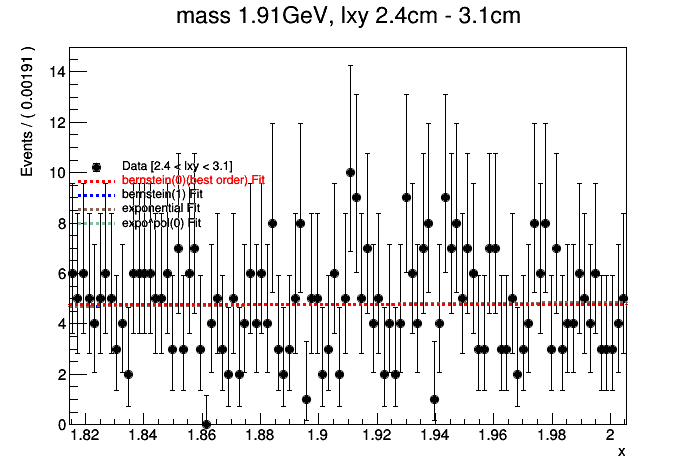 mass 1.91GeV, lxy 2.4cm - 3.1cm
Events / ( 0.00191 )
14
12
10
8
6
4
2
0
Data [2.4 < lxy < 3.1]
bernstein(0)(best order) Fit
bernstein(1) Fit
exponential Fit
expo*pol(0) Fit
1.82 1.84 1.86 1.88 1.9 1.92 1.94 1.96 1.98 2
x